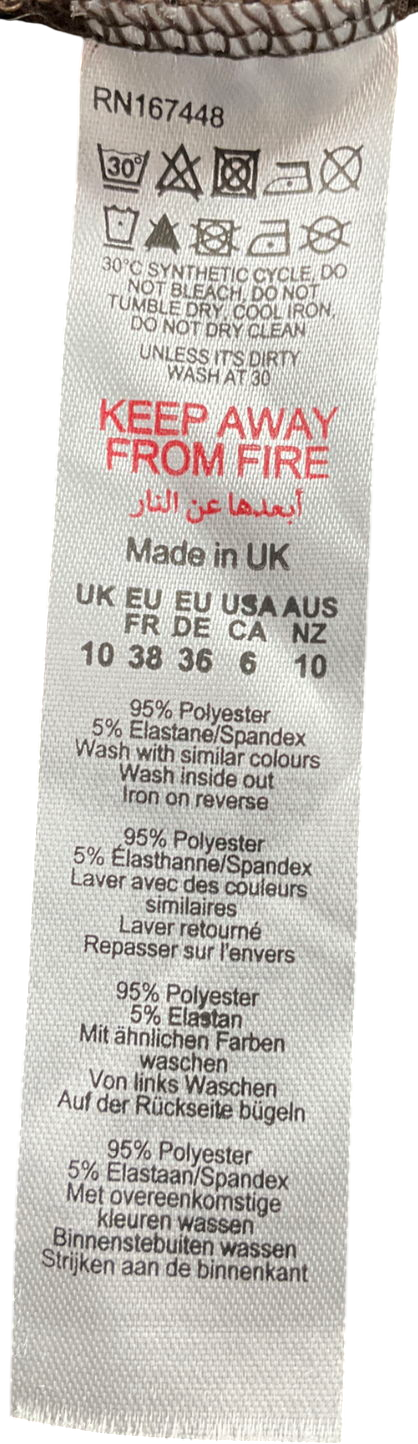 RN167448
30°
30°C SYNTHETIC CYCLE, DO
NOT BLEACH, DO NOT
TUMBLE DRY, COOL IRON,
DO NOT DRY CLEAN
UNLESS IT'S DIRTY
WASH AT 30
KEEP AWAY
FROM FIRE
أبعدها عن النار
Made in UK
UK EU EU USA AUS
FR DE CA NZ
10 38 36 6 10
95% Polyester
5% Elastane/Spandex
Wash with similar colours
Wash inside out
Iron on reverse
95% Polyester
5% Élasthanne/Spandex
Laver avec des couleurs
similaires
Laver retourné
Repasser sur l'envers
95% Polyester
5% Elastan
Mit ähnlichen Farben
waschen
Von links Waschen
Auf der Rückseite bügeln
95% Polyester
5% Elastaan/Spandex
Met overeenkomstige
kleuren wassen
Binnenstebuiten wassen
Strijken aan de binnenkant